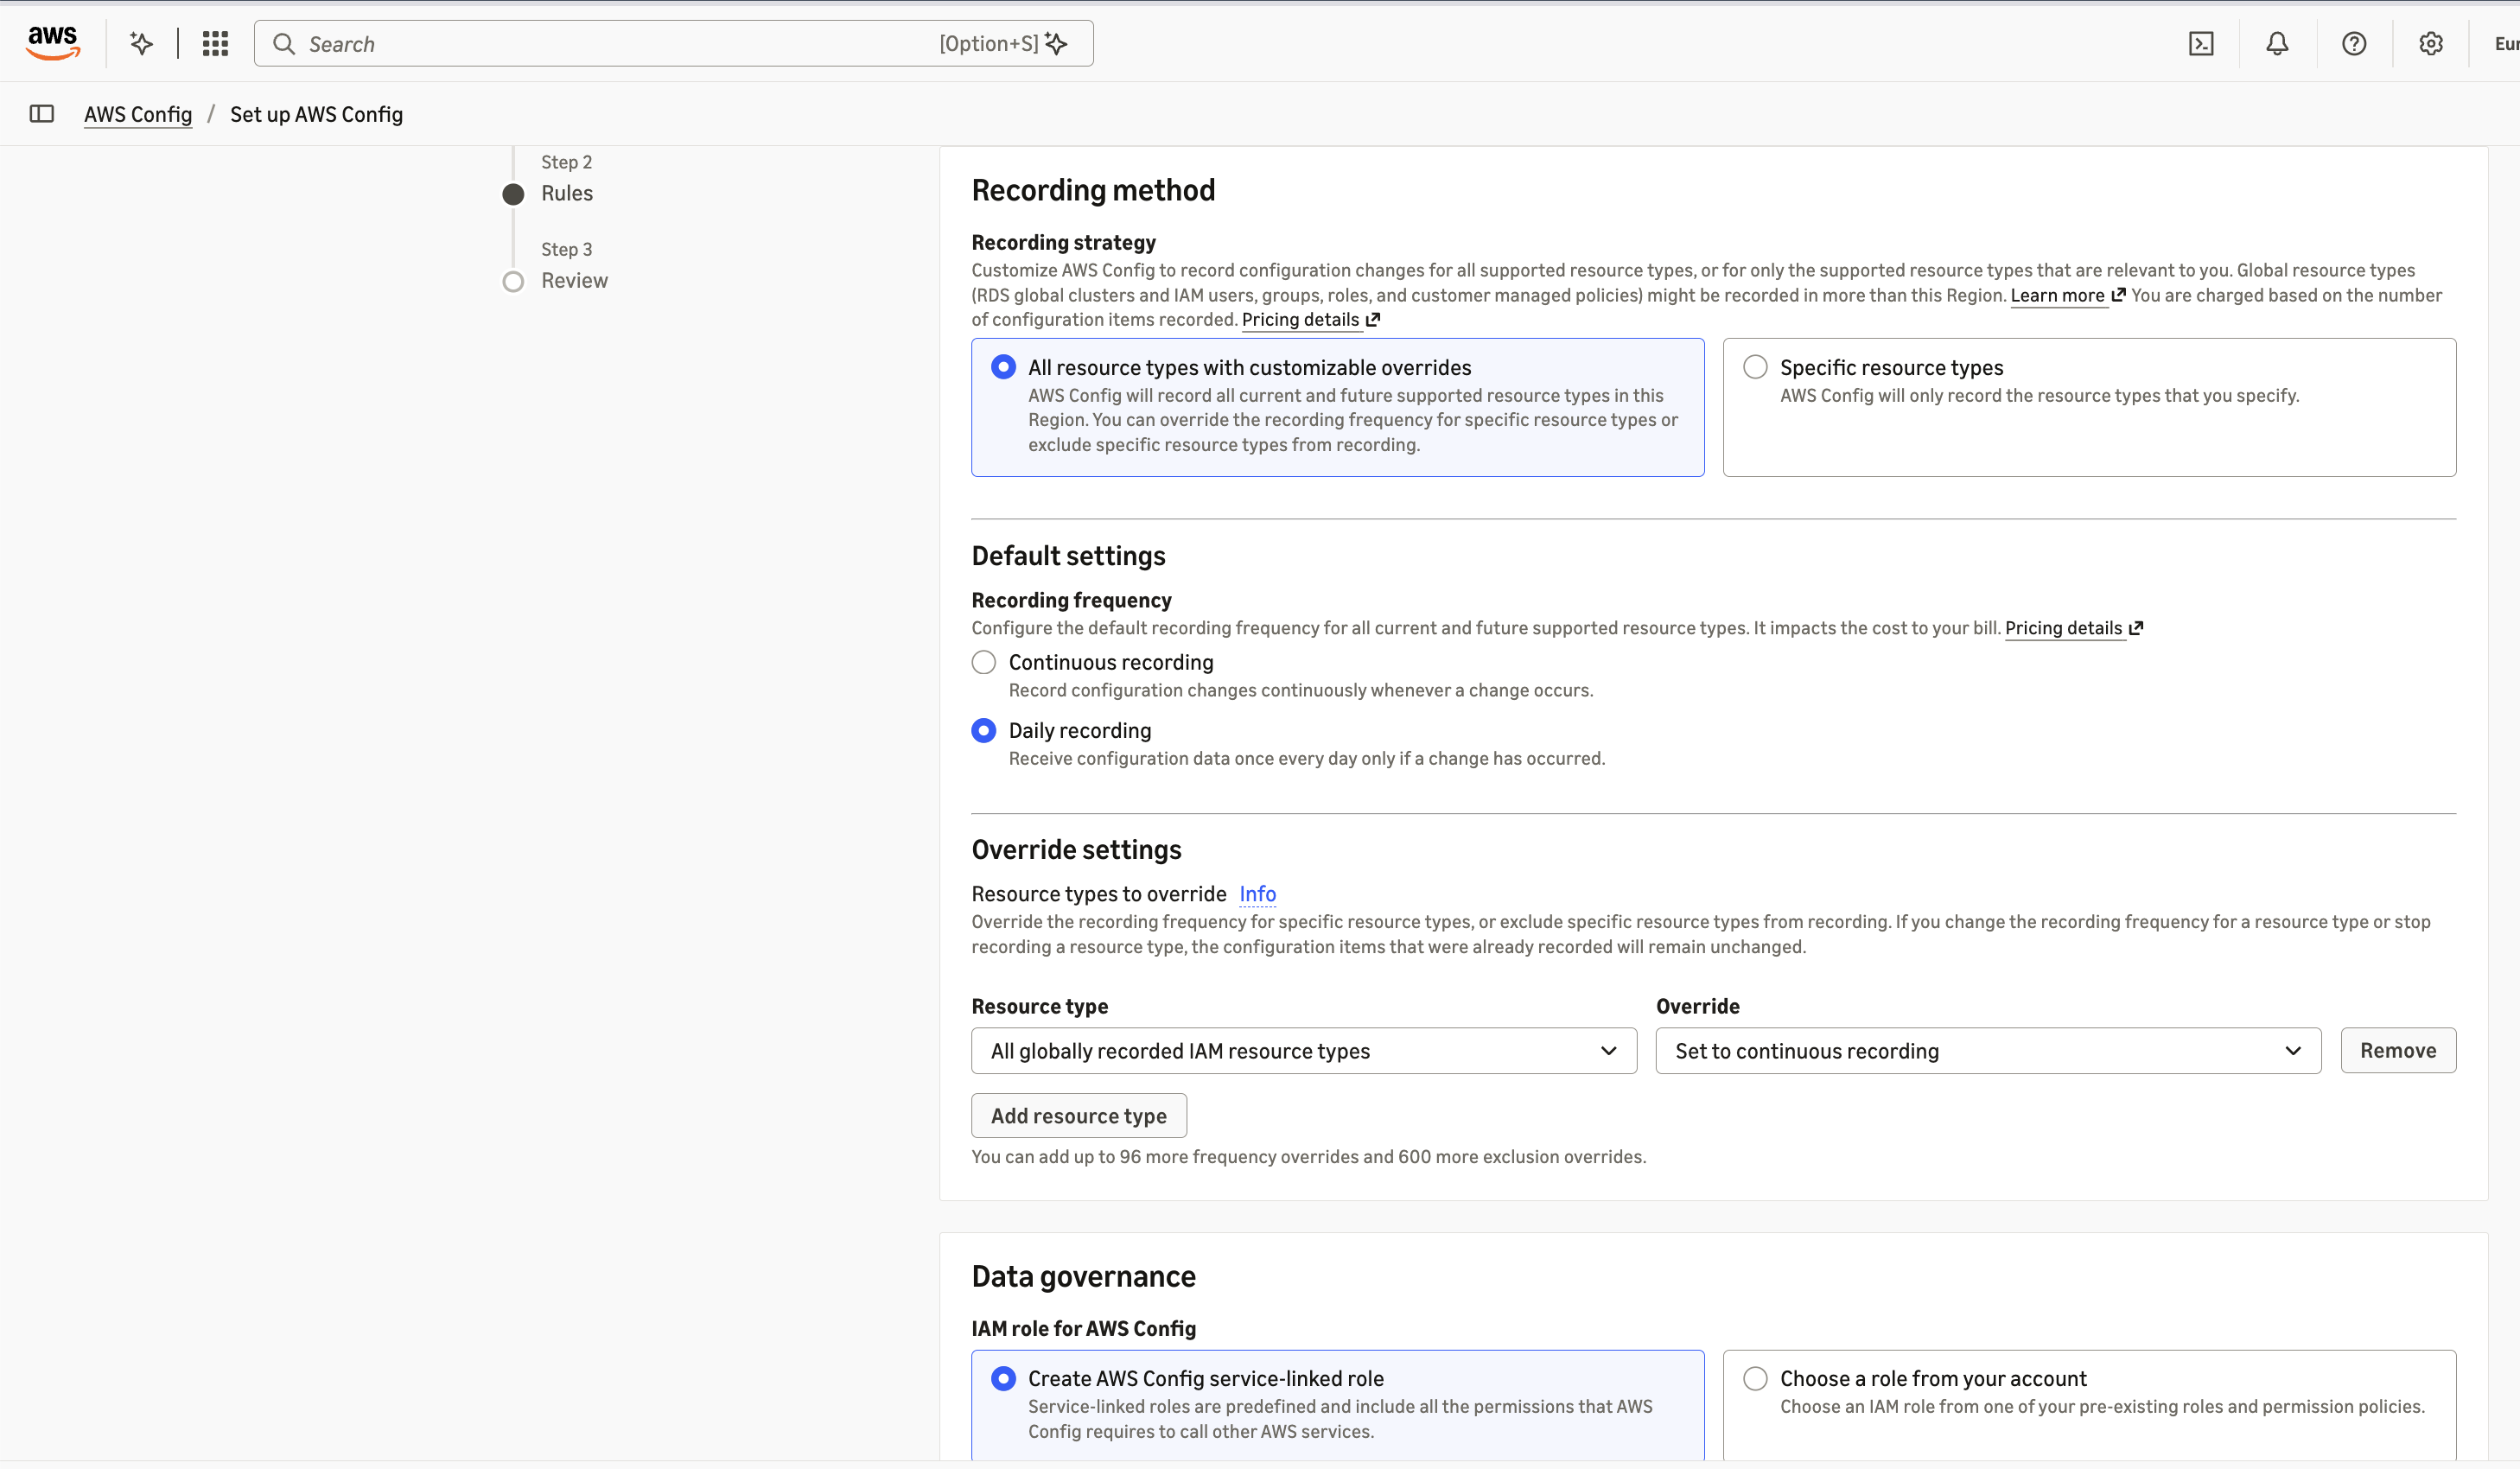 aws
Search
[Option+S]
Eur
AWS Config / Set up AWS Config
Step 2
Rules
Step 3
Review
Recording method
Recording strategy
Customize AWS Config to record configuration changes for all supported resource types, or for only the supported resource types that are relevant to you. Global resource types
(RDS global clusters and IAM users, groups, roles, and customer managed policies) might be recorded in more than this Region. Learn more You are charged based on the number
of configuration items recorded. Pricing details
All resource types with customizable overrides
AWS Config will record all current and future supported resource types in this
Region. You can override the recording frequency for specific resource types or
exclude specific resource types from recording.
Specific resource types
AWS Config will only record the resource types that you specify.
Default settings
Recording frequency
Configure the default recording frequency for all current and future supported resource types. It impacts the cost to your bill. Pricing details
Continuous recording
Record configuration changes continuously whenever a change occurs.
Daily recording
Receive configuration data once every day only if a change has occurred.
Override settings
Resource types to override Info
Override the recording frequency for specific resource types, or exclude specific resource types from recording. If you change the recording frequency for a resource type or stop
recording a resource type, the configuration items that were already recorded will remain unchanged.
Resource type
Override
All globally recorded IAM resource types
Set to continuous recording
Remove
Add resource type
You can add up to 96 more frequency overrides and 600 more exclusion overrides.
Data governance
IAM role for AWS Config
Create AWS Config service-linked role
Service-linked roles are predefined and include all the permissions that AWS
Config requires to call other AWS services.
Choose a role from your account
Choose an IAM role from one of your pre-existing roles and permission policies.